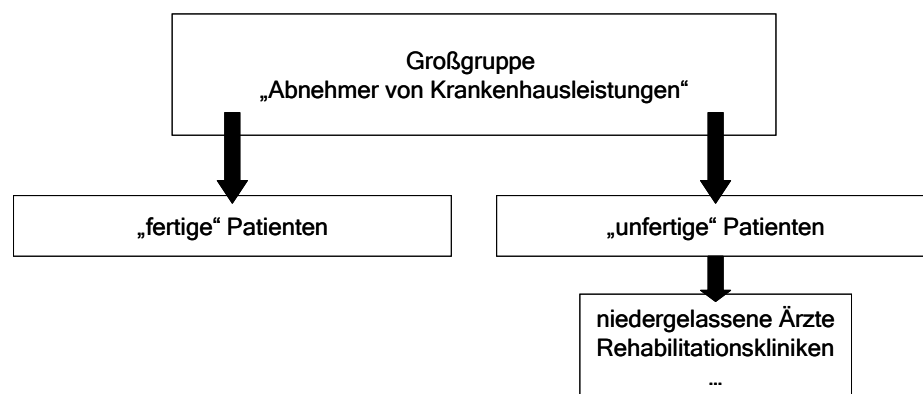 Großgruppe
„Abnehmer von Krankenhausleistungen“
„fertige“ Patienten
„unfertige“ Patienten
niedergelassene Ärzte
Rehabilitationskliniken
...